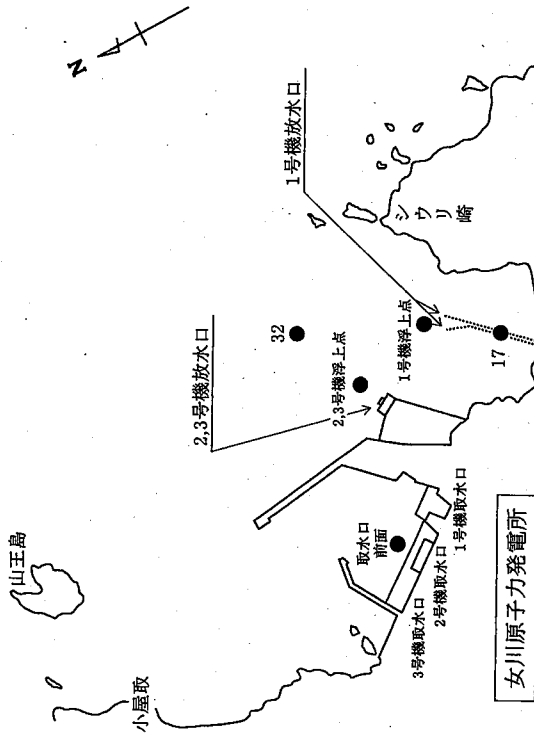 N
1号機放水口
山王島
2,3号機放水口
シウリ
崎
32
1号機浮上点
2,3号機浮上点
17
小屋取
取水口
前面
1号機取水口
2号機取水口
3号機取水口
女川原子力発電所